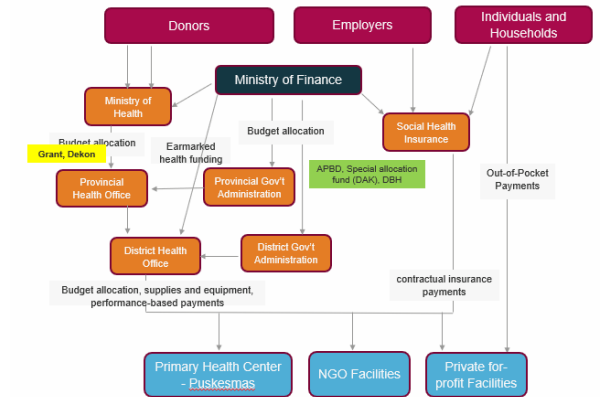 Donors
Employers
Individuals and
Households
Ministry of Finance
Ministry of
Health
Social Health
Insurance
Budget allocation
Grant, Dekon
Earmarked
health funding
Budget allocation
APBD, Special allocation
fund (DAK), DBH
Out-of-Pocket
Payments
Provincial
Health Office
Provincial Gov't
Administration
District Health
Office
District Gov't
Administration
Budget allocation, supplies and equipment,
performance-based payments
contractual insurance
payments
Primary Health Center
- Puskesmas
NGO Facilities
Private for-
profit Facilities